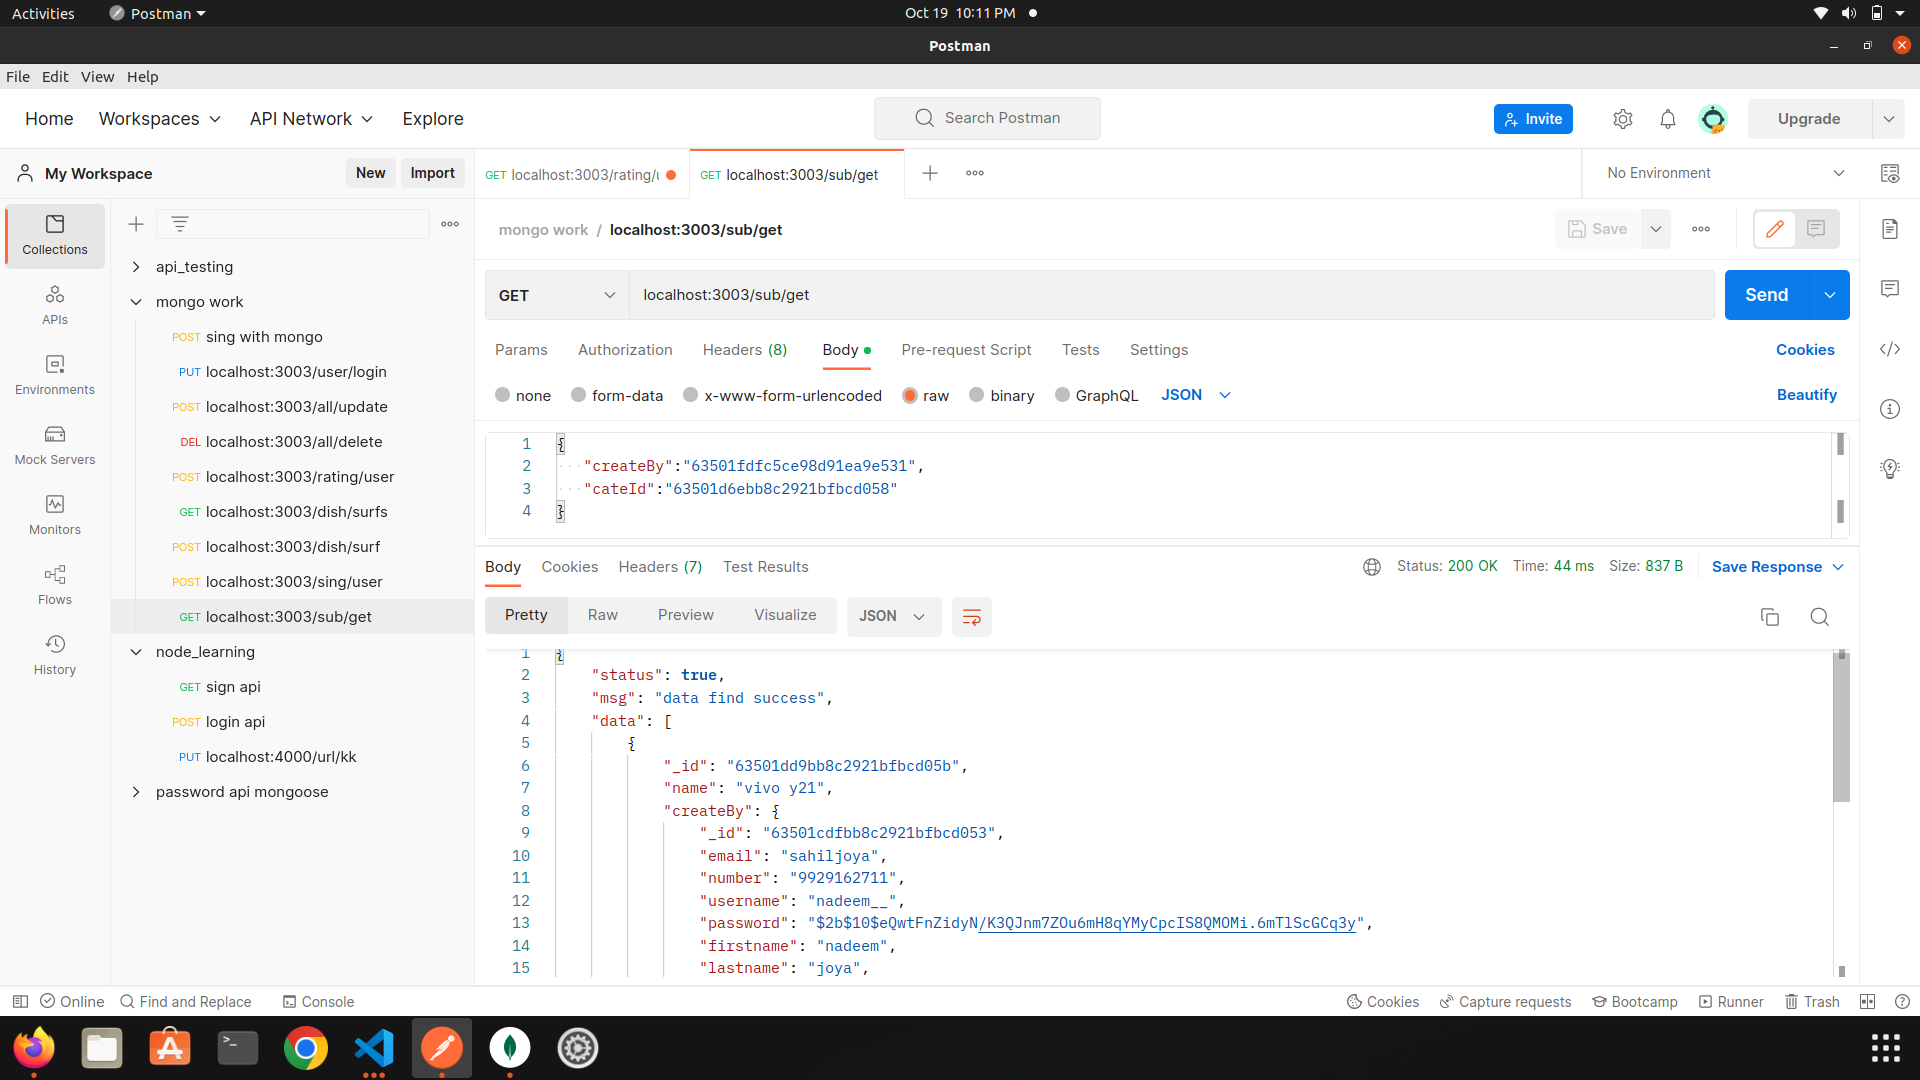 Activities Postman Oct 19 10:11 PM
Postman
File Edit View Help
Home Workspaces API Network Explore Search Postman Invite Upgrade
My Workspace New Import GET localhost:3003/rating/u GET localhost:3003/sub/get No Environment
Collections
APIs
Environments
Mock Servers
Monitors
Flows
History
api_testing
mongo work
POST sing with mongo
PUT localhost:3003/user/login
POST localhost:3003/all/update
DEL localhost:3003/all/delete
POST localhost:3003/rating/user
GET localhost:3003/dish/surfs
POST localhost:3003/dish/surf
POST localhost:3003/sing/user
GET localhost:3003/sub/get
node_learning
GET sign api
POST login api
PUT localhost:4000/url/kk
password api mongoose
mongo work / localhost:3003/sub/get Save
GET localhost:3003/sub/get Send
Params Authorization Headers (8) Body Pre-request Script Tests Settings Cookies
none form-data x-www-form-urlencoded raw binary GraphQL JSON Beautify
1 {
2 "createBy":"63501fdfc5ce98d91ea9e531",
3 "cateId":"63501d6ebb8c2921bfbcd058"
4 }
Body Cookies Headers (7) Test Results Status: 200 OK Time: 44 ms Size: 837 B Save Response
Pretty Raw Preview Visualize JSON
1 {
2 "status": true,
3 "msg": "data find success",
4 "data": [
5 {
6 "_id": "63501dd9bb8c2921bfbcd05b",
7 "name": "vivo y21",
8 "createBy": {
9 "_id": "63501cdfbb8c2921bfbcd053",
10 "email": "sahiljoya",
11 "number": "9929162711",
12 "username": "nadeem__",
13 "password": "$2b$10$eQwtFnZidyN/K3QJnm7ZOu6mH8qYMyCpcIS8QMOMi.6mTlScGCq3y",
14 "firstname": "nadeem",
15 "lastname": "joya",
Online Find and Replace Console Cookies Capture requests Bootcamp Runner Trash